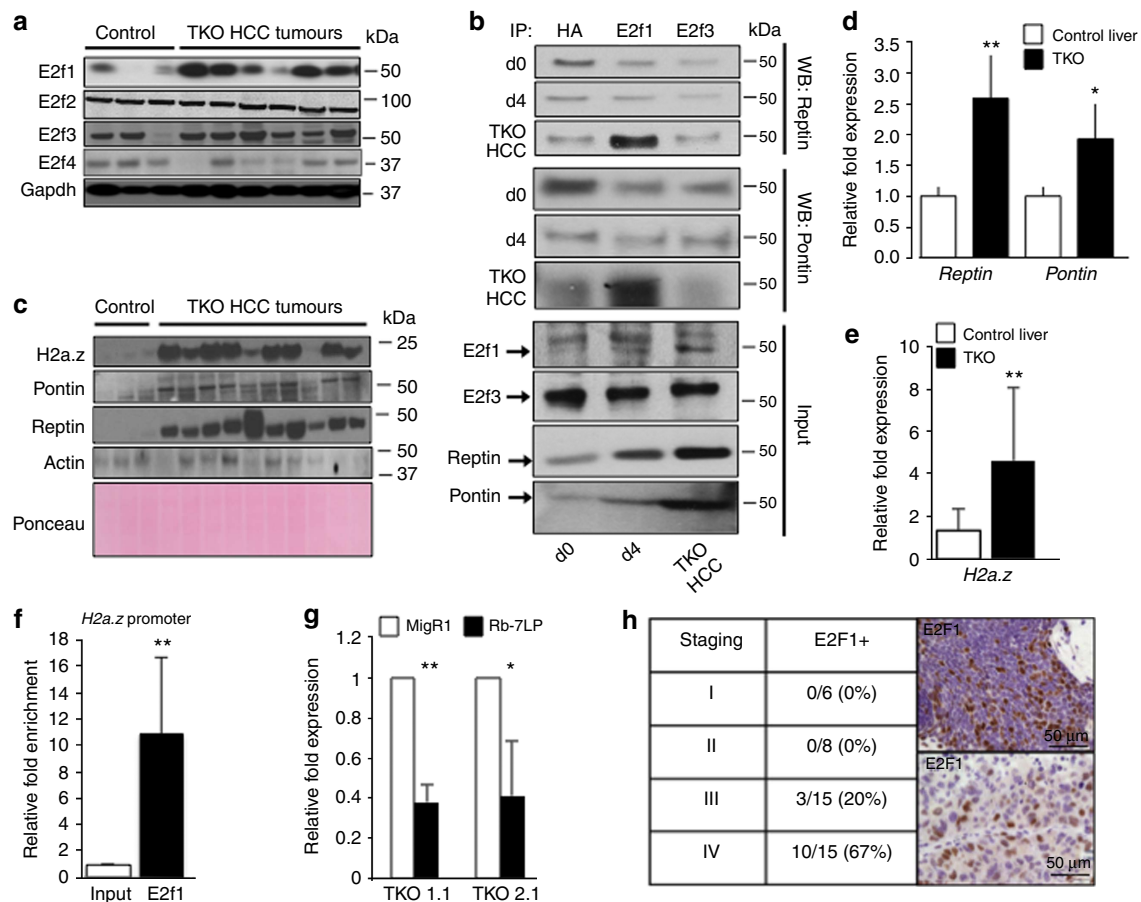 a
Control TKO HCC tumours kDa
E2f1 50
E2f2 100
E2f3 50
E2f4 37
Gapdh 37
b
IP: HA E2f1 E2f3 kDa
d0 50
d4 50
TKO
HCC 50
WB: Reptin
d0 50
d4 50
TKO
HCC 50
WB: Pontin
E2f1 50
E2f3 50
Reptin 50
Pontin 50
Input
d0 d4 TKO
HCC
c
Control TKO HCC tumours kDa
H2a.z 25
Pontin 50
Reptin 50
Actin 50
37
Ponceau
d
Control liver
TKO
Relative fold expression
3.5
3.0
2.5
2.0
1.5
1.0
0.5
0.0
** *
Reptin Pontin
e
Control liver
TKO
Relative fold expression
10
8
6
4
2
0
**
H2a.z
f
H2a.z promoter
Relative fold enrichment
18
16
14
12
10
8
6
4
2
0
**
Input E2f1
g
MigR1 Rb-7LP
Relative fold expression
1.2
1
0.8
0.6
0.4
0.2
0
** *
TKO 1.1 TKO 2.1
h
Staging E2F1+
I 0/6 (0%)
II 0/8 (0%)
III 3/15 (20%)
IV 10/15 (67%)
E2F1
50 µm
E2F1
50 µm